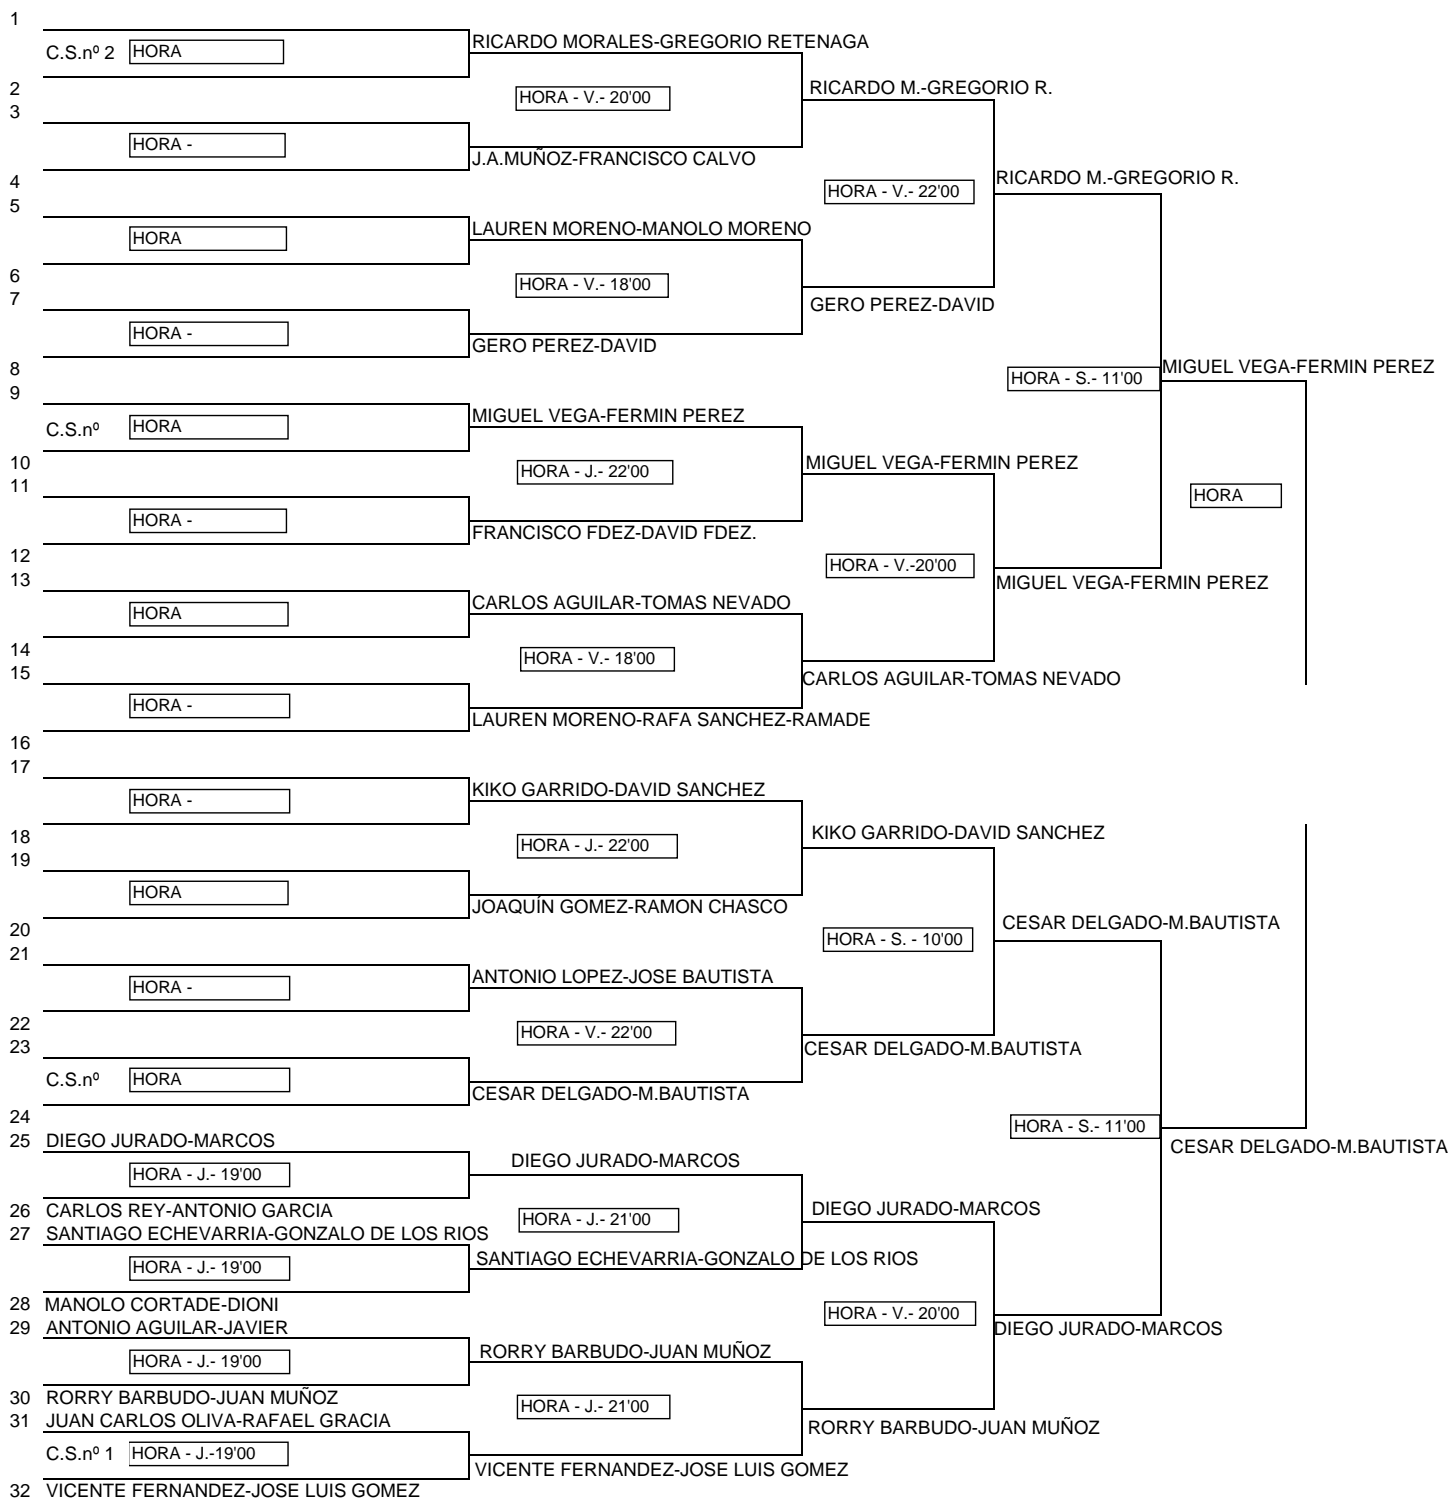 1
RICARDO MORALES-GREGORIO RETENAGA
C.S.nº 2 HORA
2
HORA - V.- 20'00
RICARDO M.-GREGORIO R.
3
HORA -
J.A.MUÑOZ-FRANCISCO CALVO
4
HORA - V.- 22'00
RICARDO M.-GREGORIO R.
5
HORA
LAUREN MORENO-MANOLO MORENO
6
HORA - V.- 18'00
7
GERO PEREZ-DAVID
HORA -
GERO PEREZ-DAVID
8
HORA - S.- 11'00
MIGUEL VEGA-FERMIN PEREZ
9
MIGUEL VEGA-FERMIN PEREZ
C.S.nº HORA
10
HORA - J.- 22'00
MIGUEL VEGA-FERMIN PEREZ
11
HORA
HORA -
FRANCISCO FDEZ-DAVID FDEZ.
12
HORA - V.-20'00
13
MIGUEL VEGA-FERMIN PEREZ
CARLOS AGUILAR-TOMAS NEVADO
HORA
14
HORA - V.- 18'00
15
CARLOS AGUILAR-TOMAS NEVADO
HORA -
LAUREN MORENO-RAFA SANCHEZ-RAMADE
16
17
KIKO GARRIDO-DAVID SANCHEZ
HORA -
18
KIKO GARRIDO-DAVID SANCHEZ
HORA - J.- 22'00
19
HORA
JOAQUÍN GOMEZ-RAMON CHASCO
20
CESAR DELGADO-M.BAUTISTA
HORA - S. - 10'00
21
ANTONIO LOPEZ-JOSE BAUTISTA
HORA -
22
HORA - V.- 22'00
23
CESAR DELGADO-M.BAUTISTA
C.S.nº HORA
CESAR DELGADO-M.BAUTISTA
24
HORA - S.- 11'00
25 DIEGO JURADO-MARCOS
CESAR DELGADO-M.BAUTISTA
DIEGO JURADO-MARCOS
HORA - J.- 19'00
26 CARLOS REY-ANTONIO GARCIA
DIEGO JURADO-MARCOS
HORA - J.- 21'00
27 SANTIAGO ECHEVARRIA-GONZALO DE LOS RIOS
SANTIAGO ECHEVARRIA-GONZALO DE LOS RIOS
HORA - J.- 19'00
28 MANOLO CORTADE-DIONI
HORA - V.- 20'00
29 ANTONIO AGUILAR-JAVIER
DIEGO JURADO-MARCOS
RORRY BARBUDO-JUAN MUÑOZ
HORA - J.- 19'00
30 RORRY BARBUDO-JUAN MUÑOZ
HORA - J.- 21'00
31 JUAN CARLOS OLIVA-RAFAEL GRACIA
RORRY BARBUDO-JUAN MUÑOZ
C.S.nº 1 HORA - J.-19'00
VICENTE FERNANDEZ-JOSE LUIS GOMEZ
32 VICENTE FERNANDEZ-JOSE LUIS GOMEZ